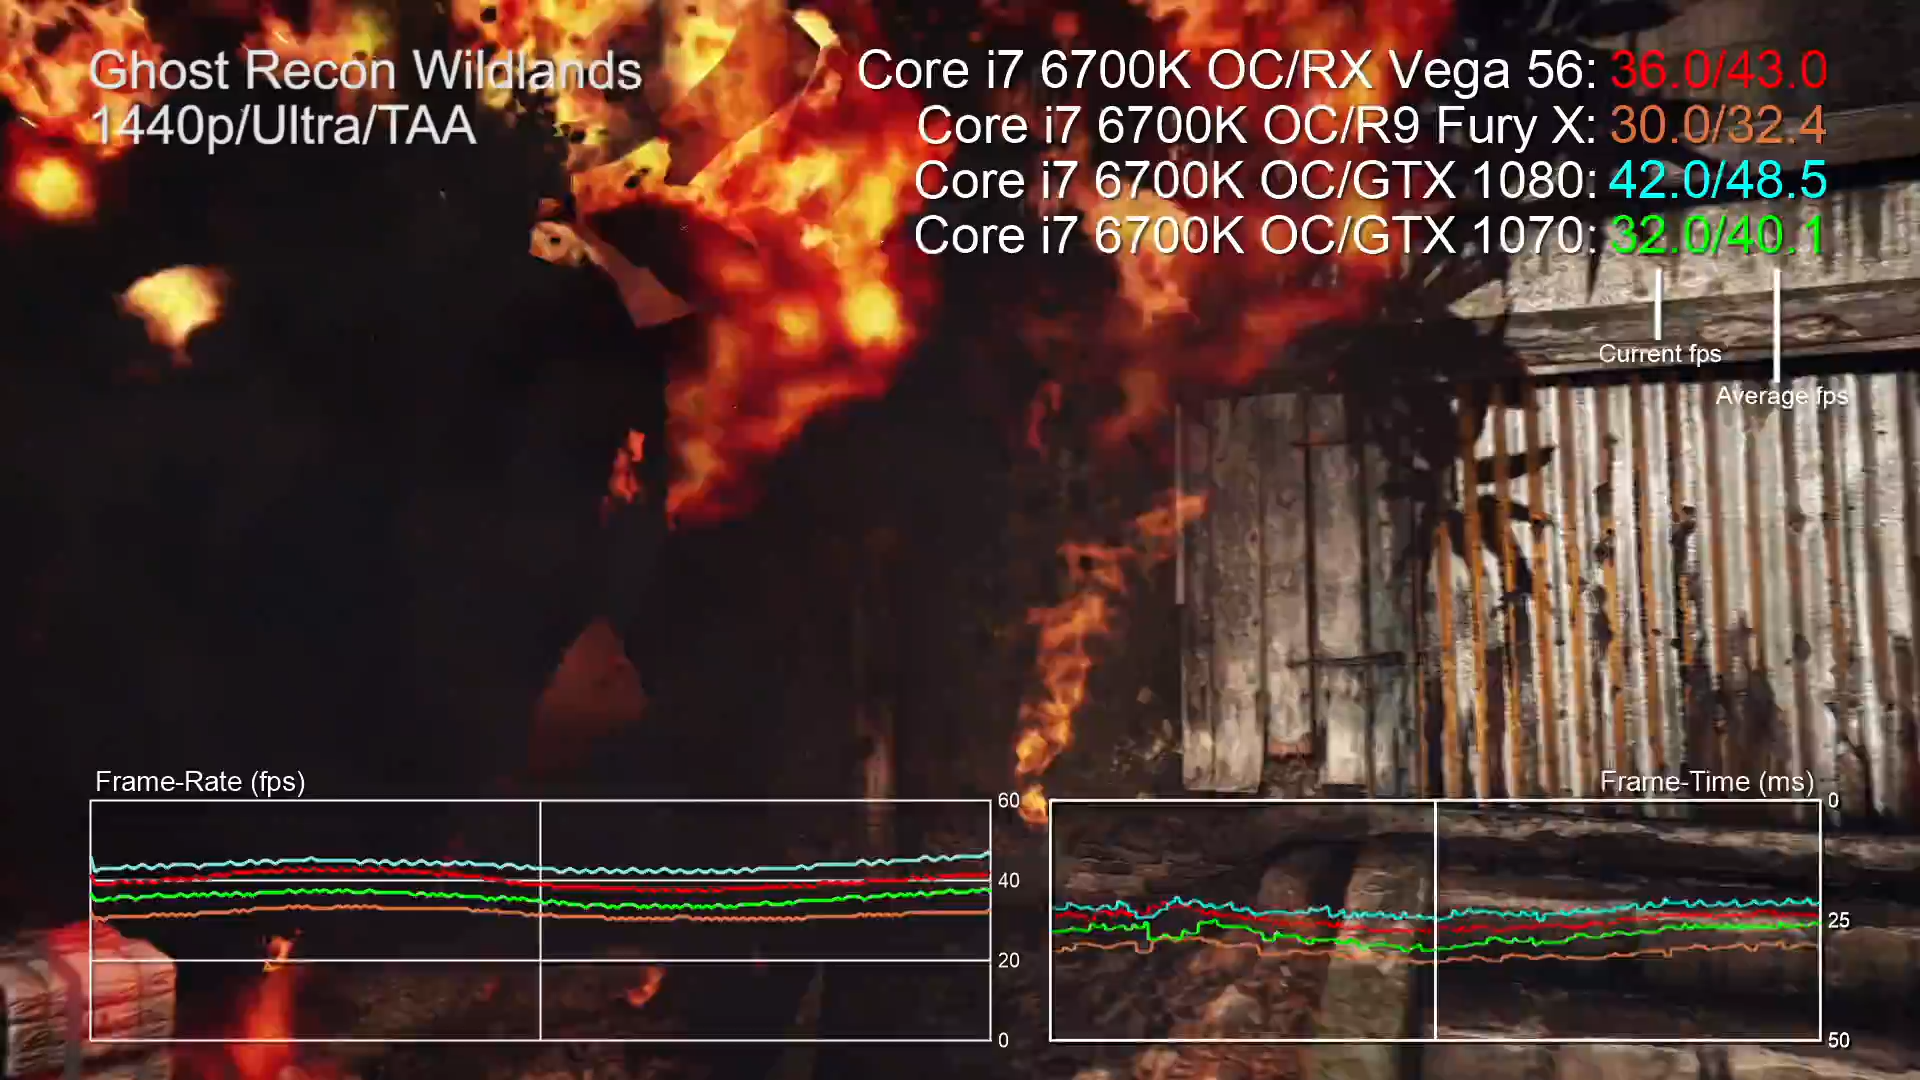 Ghost Recon Wildlands
1440p/Ultra/TAA
Core i7 6700K OC/RX Vega 56: 36.0/43.0
Core i7 6700K OC/R9 Fury X: 30.0/32.4
Core i7 6700K OC/GTX 1080: 42.0/48.5
Core i7 6700K OC/GTX 1070: 32.0/40.1
Current fps
Average fps
Frame-Rate (fps)
60
40
20
0
Frame-Time (ms)
0
25
50